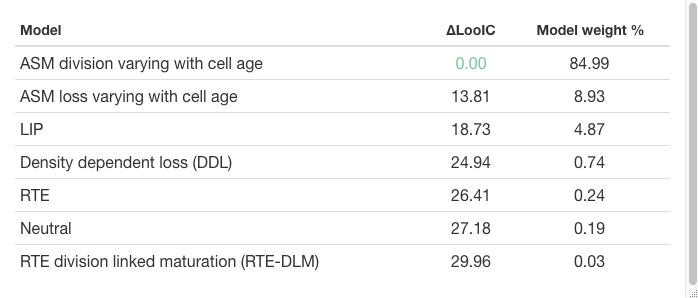 Model ΔLooIC Model weight %
ASM division varying with cell age 0.00 84.99
ASM loss varying with cell age 13.81 8.93
LIP 18.73 4.87
Density dependent loss (DDL) 24.94 0.74
RTE 26.41 0.24
Neutral 27.18 0.19
RTE division linked maturation (RTE-DLM) 29.96 0.03